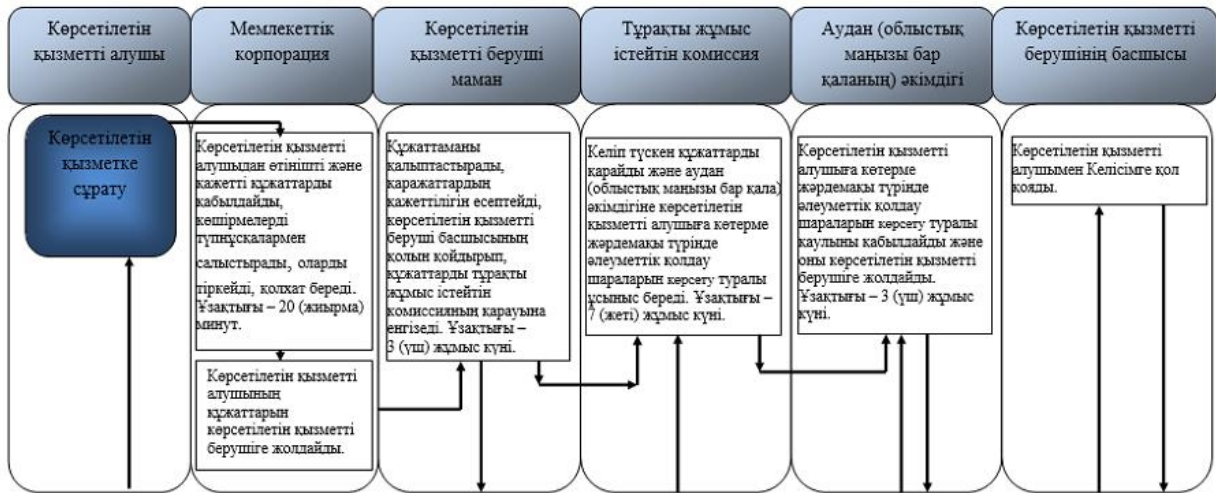 Көрсетілетін
қызметті алушы
Мемлекеттік
корпорация
Көрсетілетін
қызметті беруші
маман
Тұрақты жұмыс
істейтін комиссия
Аудан (облыстық
маңызы бар
қаланың) әкімдігі
Көрсетілетін қызметті
берушінің басшысы
Көрсетілетін
қызметке
сұрату
Көрсетілетін қызметті
алушыдан өтінішті және
қажетті құжаттарды
қабылдайды,
көшірмелерді
түпнұсқалармен
салыстырады, оларды
тіркейді, қолхат береді.
Ұзақтығы – 20 (жиырма)
минут.
Көрсетілетін қызметті
алушының
құжаттарын
көрсетілетін қызметті
берушіге жолдайды.
Құжаттаманы
қалыптастырады,
қаражаттардың
қажеттілігін есептейді,
көрсетілетін қызметті
беруші басшысының
қолын қойдырып,
құжаттарды тұрақты
жұмыс істейтін
комиссияның қарауына
енгізеді. Ұзақтығы –
3 (үш) жұмыс күні.
Келіп түскен құжаттарды
қарайды және аудан
(облыстық маңызы бар қала)
әкімдігіне көрсетілетін
қызметті алушыға көтерме
жәрдемақы түрінде
әлеуметтік қолдау
шараларын көрсету туралы
ұсыныс береді. Ұзақтығы –
7 (жеті) жұмыс күні.
Көрсетілетін қызметті
алушыға көтерме
жәрдемақы түрінде
әлеуметтік қолдау
шараларын көрсету туралы
қаулыны қабылдайды және
оны көрсетілетін қызметті
берушіге жолдайды.
Ұзақтығы – 3 (үш) жұмыс
күні.
Көрсетілетін қызметті
алушымен Келісімге қол
қояды.